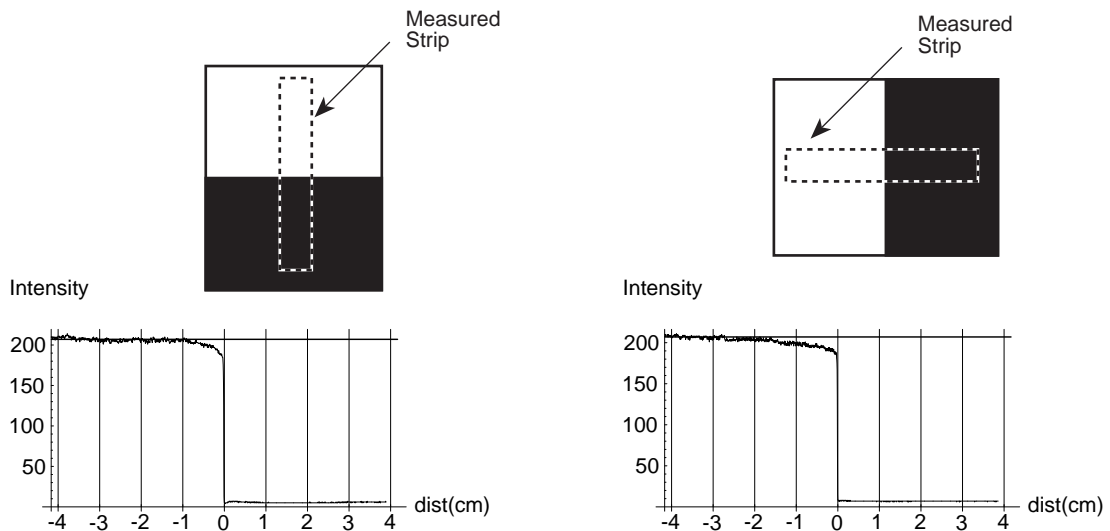 Measured
Strip
Intensity
200
150
100
50
-4 -3 -2 -1 0 1 2 3 4
dist(cm)
Measured
Strip
Intensity
200
150
100
50
-4 -3 -2 -1 0 1 2 3 4
dist(cm)